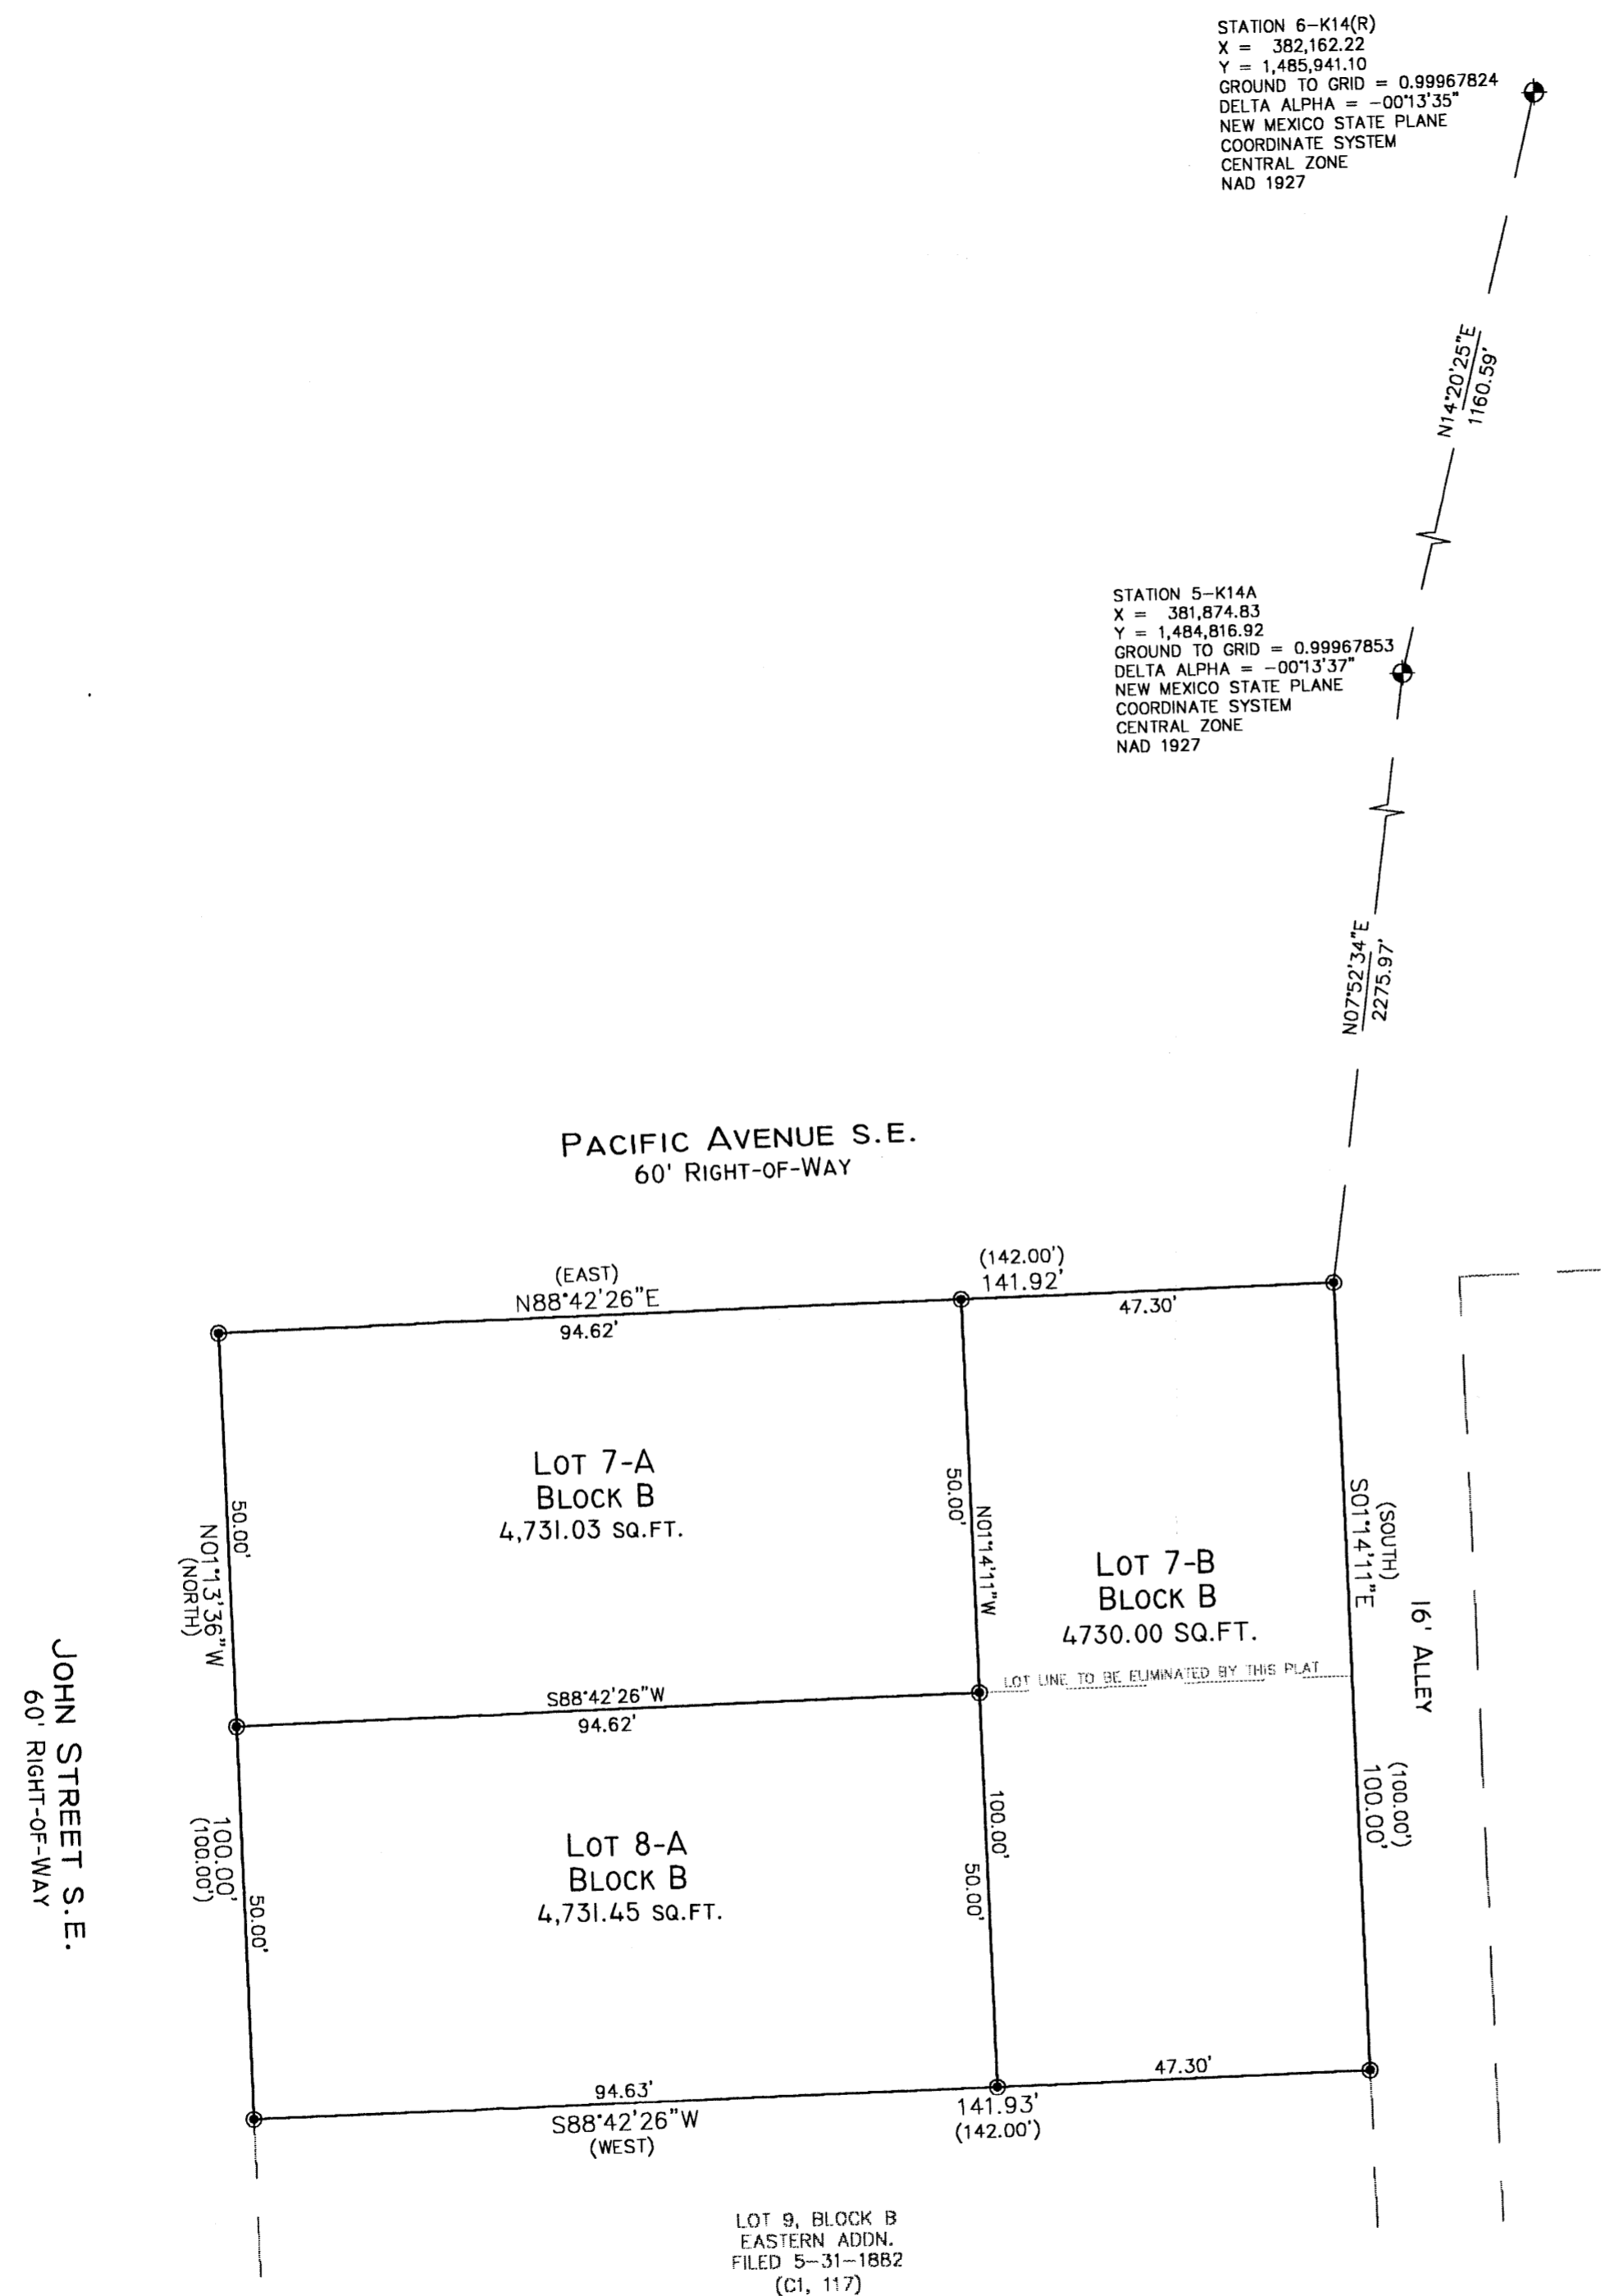 STATION 6-K14(R)
X = 382,162.22
Y = 1,485,941.10
GROUND TO GRID = 0.99967824
DELTA ALPHA = -00°13'35"
NEW MEXICO STATE PLANE
COORDINATE SYSTEM
CENTRAL ZONE
NAD 1927
N14°20'25"E
1160.59'
STATION 5-K14A
X = 381,874.83
Y = 1,484,816.92
GROUND TO GRID = 0.99967853
DELTA ALPHA = -00°13'37"
NEW MEXICO STATE PLANE
COORDINATE SYSTEM
CENTRAL ZONE
NAD 1927
N07°52'34"E
2275.97'
PACIFIC AVENUE S.E.
60' RIGHT-OF-WAY
(EAST)
N88°42'26"E
94.62'
(142.00')
141.92'
47.30'
LOT 7-A
BLOCK B
4,731.03 SQ.FT.
50.00'
N01°13'36"W
(NORTH)
50.00'
N01°14'11"W
LOT 7-B
BLOCK B
4730.00 SQ.FT.
(SOUTH)
S01°14'11"E
16' ALLEY
LOT LINE TO BE ELIMINATED BY THIS PLAT
S88°42'26"W
94.62'
JOHN STREET S.E.
60' RIGHT-OF-WAY
100.00'
(100.00')
50.00'
LOT 8-A
BLOCK B
4,731.45 SQ.FT.
100.00'
50.00'
(100.00')
100.00'
94.63'
S88°42'26"W
(WEST)
47.30'
141.93'
(142.00')
LOT 9, BLOCK B
EASTERN ADDN.
FILED 5-31-1882
(C1, 117)